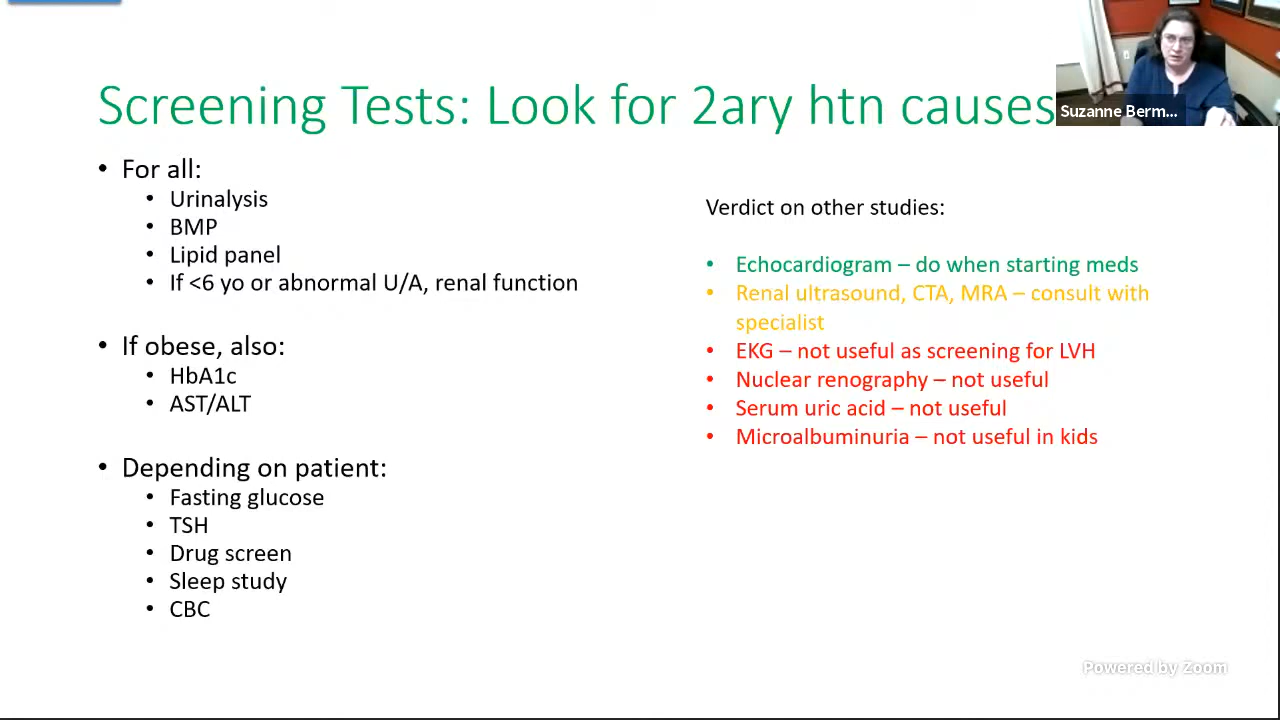 Screening Tests: Look for 2ary htn causes
Suzanne Berm...
• For all:
• Urinalysis
• BMP
• Lipid panel
• If <6 yo or abnormal U/A, renal function
• If obese, also:
• HbA1c
• AST/ALT
• Depending on patient:
• Fasting glucose
• TSH
• Drug screen
• Sleep study
• CBC
Verdict on other studies:
• Echocardiogram – do when starting meds
• Renal ultrasound, CTA, MRA – consult with
specialist
• EKG – not useful as screening for LVH
• Nuclear renography – not useful
• Serum uric acid – not useful
• Microalbuminuria – not useful in kids
Powered by Zoom